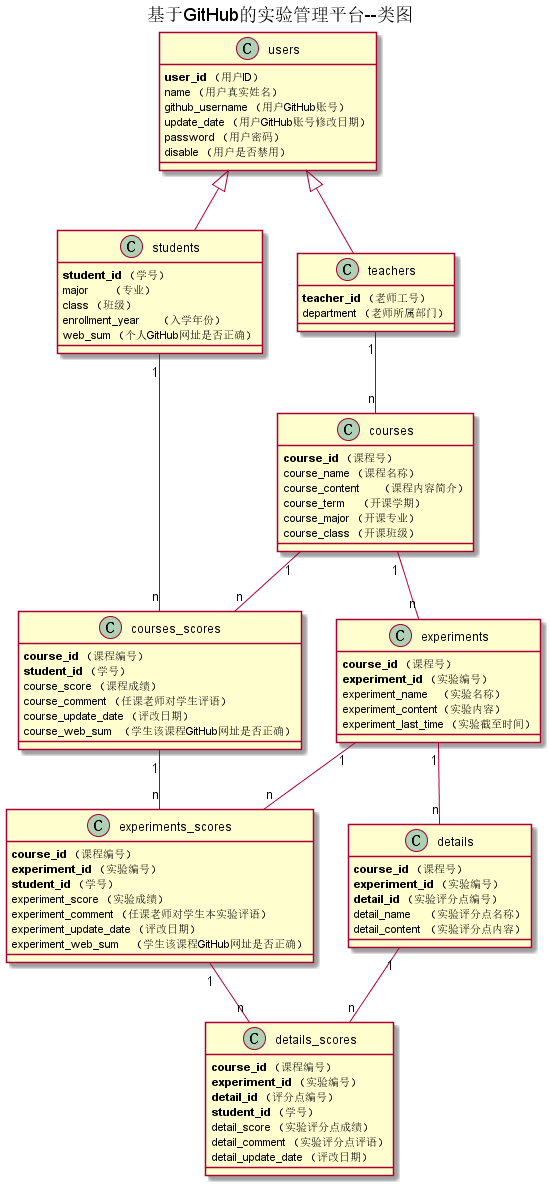 基于GitHub的实验管理平台--类图
C users
user_id （用户ID）
name （用户真实姓名）
github_username （用户GitHub账号）
update_date （用户GitHub账号修改日期）
password （用户密码）
disable （用户是否禁用）
C students
student_id （学号）
major （专业）
class （班级）
enrollment_year （入学年份）
web_sum （个人GitHub网址是否正确）
C teachers
teacher_id （老师工号）
department （老师所属部门）
1
n
C courses
course_id （课程号）
course_name （课程名称）
course_content （课程内容简介）
course_term （开课学期）
course_major （开课专业）
course_class （开课班级）
1
n
1
n
1
n
C courses_scores
course_id （课程编号）
student_id （学号）
course_score （课程成绩）
course_comment （任课老师对学生评语）
course_update_date （评改日期）
course_web_sum （学生该课程GitHub网址是否正确）
C experiments
course_id （课程号）
experiment_id （实验编号）
experiment_name （实验名称）
experiment_content （实验内容）
experiment_last_time （实验截至时间）
1
n
1
n
1
n
C experiments_scores
course_id （课程编号）
experiment_id （实验编号）
student_id （学号）
experiment_score （实验成绩）
experiment_comment （任课老师对学生本实验评语）
experiment_update_date （评改日期）
experiment_web_sum （学生该课程GitHub网址是否正确）
C details
course_id （课程号）
experiment_id （实验编号）
detail_id （实验评分点编号）
detail_name （实验评分点名称）
detail_content （实验评分点内容）
1
n
1
n
C details_scores
course_id （课程编号）
experiment_id （实验编号）
detail_id （评分点编号）
student_id （学号）
detail_score （实验评分点成绩）
detail_comment （实验评分点评语）
detail_update_date （评改日期）